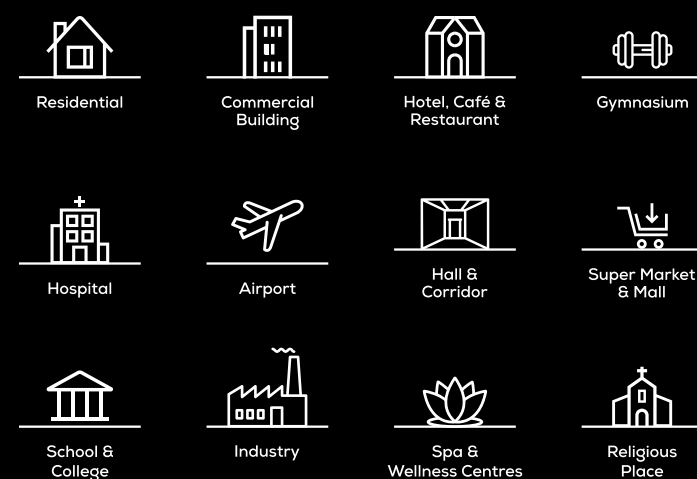 Residential
Commercial
Building
Hotel, Café &
Restaurant
Gymnasium
Hospital
Airport
Hall &
Corridor
Super Market
& Mall
School &
College
Industry
Spa &
Wellness Centres
Religious
Place